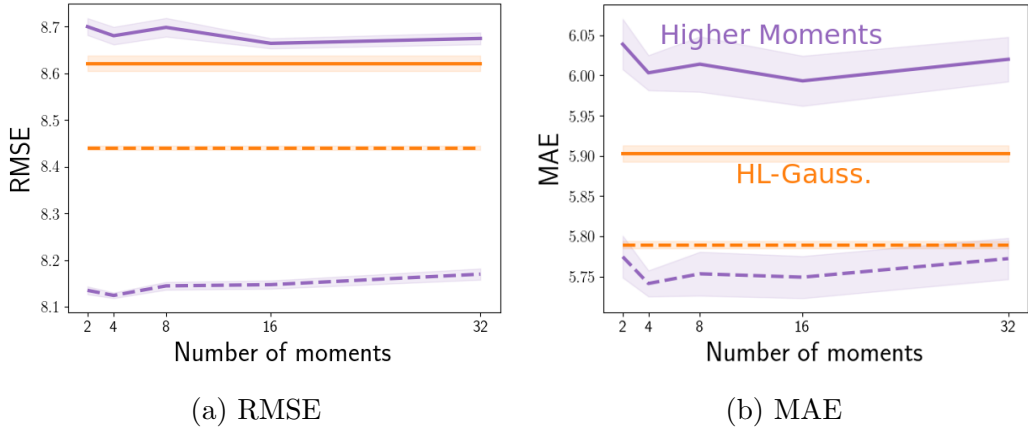 8.7
8.6
8.5
8.4
8.3
8.2
8.1
RMSE
2 4 8 16 32
Number of moments
(a) RMSE
6.05
6.00
5.95
5.90
5.85
5.80
5.75
MAE
Higher Moments
HL-Gauss.
2 4 8 16 32
Number of moments
(b) MAE